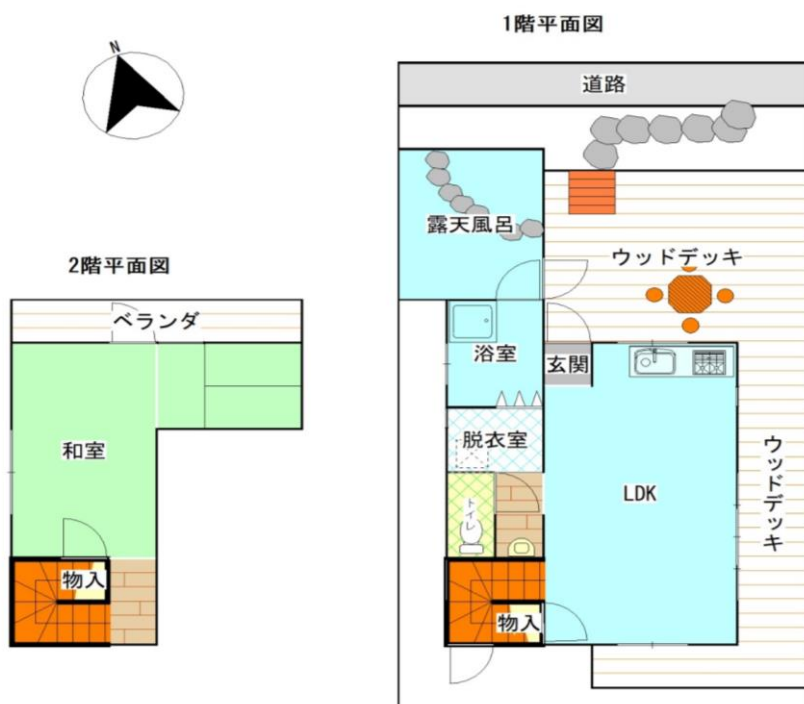 1階平面図
N
道路
露天風呂
ウッドデッキ
2階平面図
ベランダ
浴室
玄関
和室
脱衣室
ウッドデッキ
LDK
トイレ
物入
物入